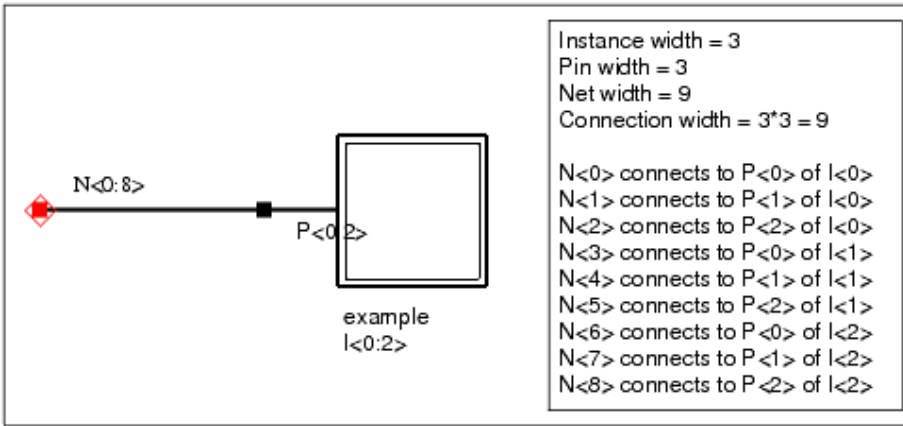 N<0:8>
P<0:2>
example
I<0:2>
Instance width = 3
Pin width = 3
Net width = 9
Connection width = 3*3 = 9
N<0> connects to P<0> of I<0>
N<1> connects to P<1> of I<0>
N<2> connects to P<2> of I<0>
N<3> connects to P<0> of I<1>
N<4> connects to P<1> of I<1>
N<5> connects to P<2> of I<1>
N<6> connects to P<0> of I<2>
N<7> connects to P<1> of I<2>
N<8> connects to P<2> of I<2>